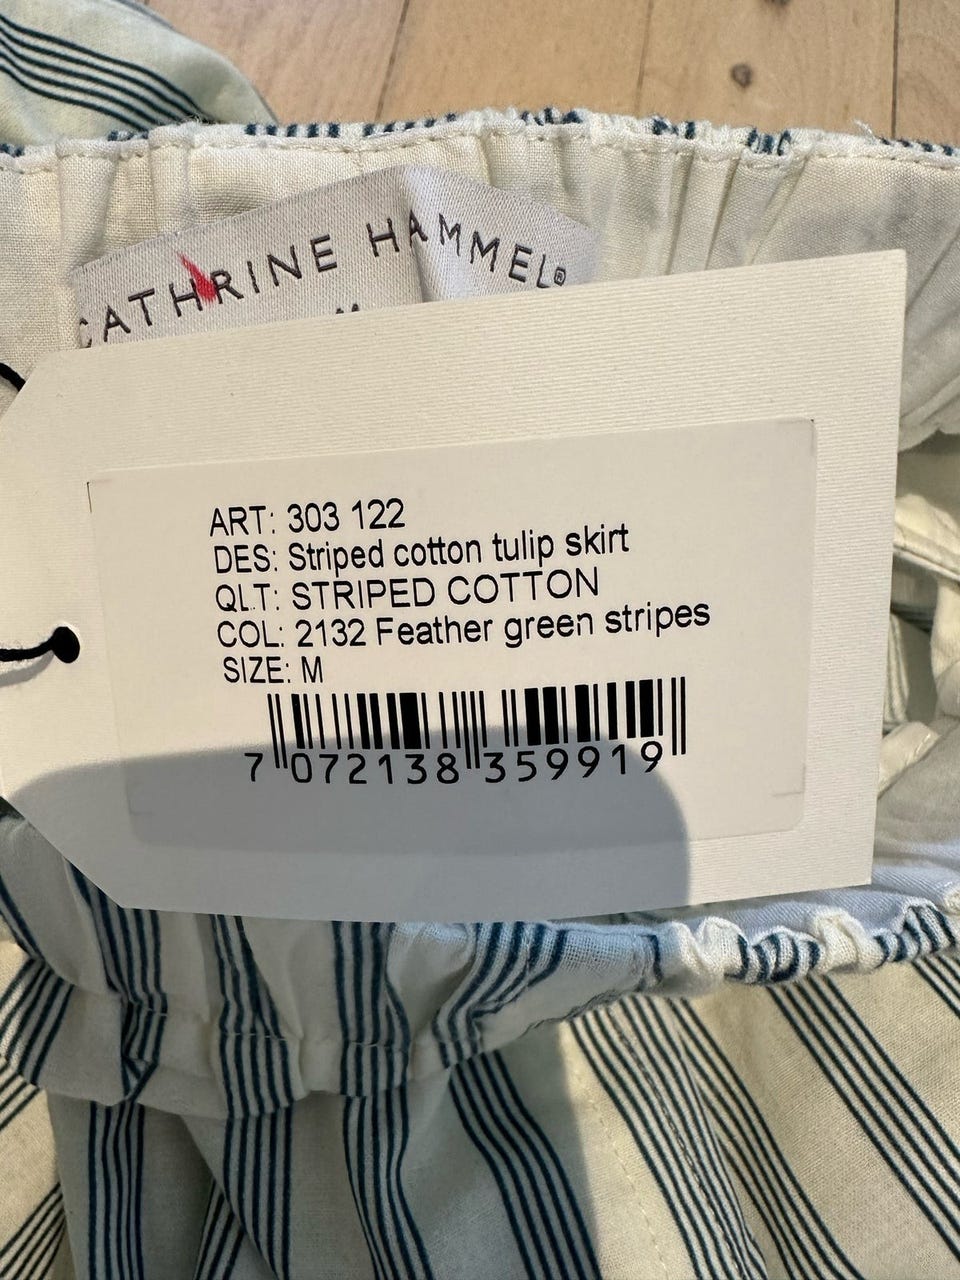 CATHRINE HAMMEL®
ART: 303 122
DES: Striped cotton tulip skirt
QLT: STRIPED COTTON
COL: 2132 Feather green stripes
SIZE: M
7 072138 359919